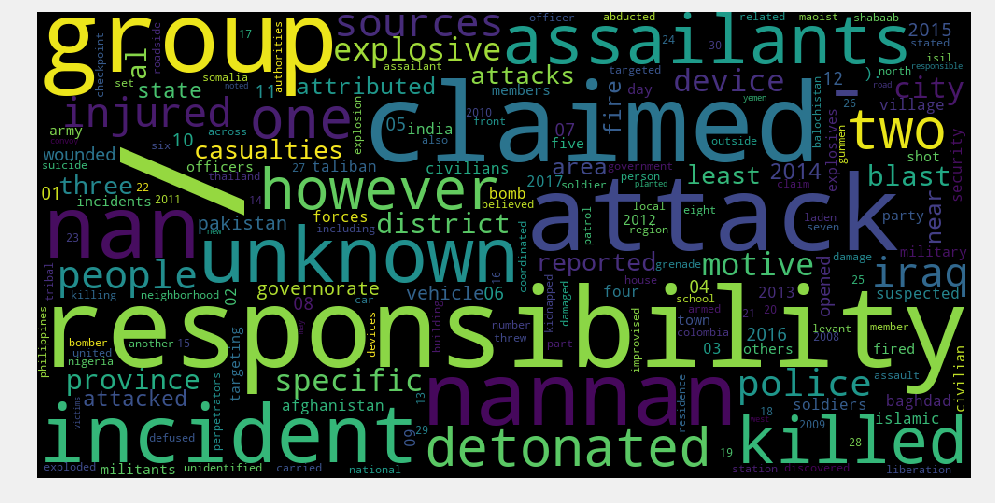 group
17
authorities
sources
officer
abducted
related
maoist
shabaab
checkpoint
roadside
al
explosive
assailant
assailants
24
30
stated
2015
isil
responsible
set
somalia
noted
attributed
attacks
targeted
device
north
)
state
11
members
day
fire
12
city
road
injured
one
claimed
yemen
balochistan
25
village
explosives
gunmen
two
army
10
across
explosion
05
india
2010
front
07
outside
convoy
six
also
five
wounded
casualties
suicide
officers
27
taliban
civilians
area
government
shot
security
01
three
22
/
however
bomb
2017
soldier
person
planted
least
2014
claim
blast
incidents
2011
thailand
14
believed
local
laden
party
near
nan
pakistan
forces
district
including
patrol
2012
eight
region
seven
23
new
unknown
attack
military
tribal
people
coordinated
reported
motive
opened
damage
iraq
killing
neighborhood
02
governorate
16
grenade
house
25
suspected
philippines
08
car
vehicle
06
kidnapped
damaged
four
school
04
2013
armed
21
20
responsibility
building
devices
number
threw
improvised
town
colombia
levant
2008
member
bomber
another
15
united
nigeria
targeting
part
03
2016
others
fired
assault
civilian
province
specific
nannan
police
attacked
victims
perpetrators
afghanistan
13
residence
18
soldiers
2009
baghdad
islamic
incident
defused
09
29
detonated
19
killed
28
exploded
militants
unidentified
carried
national
station
discovered
liberation